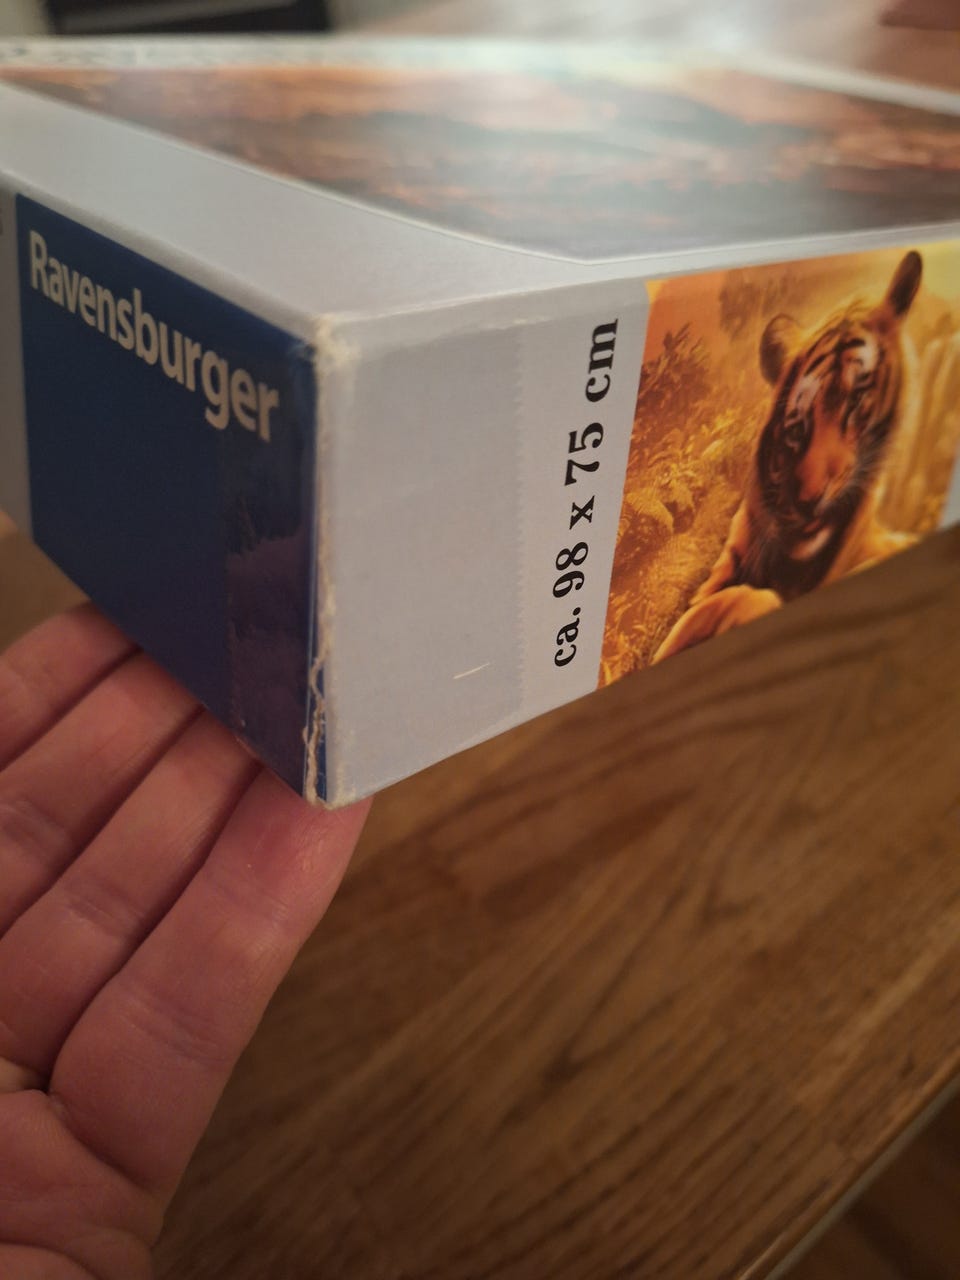 Ravensburger
ca. 98 x 75 cm